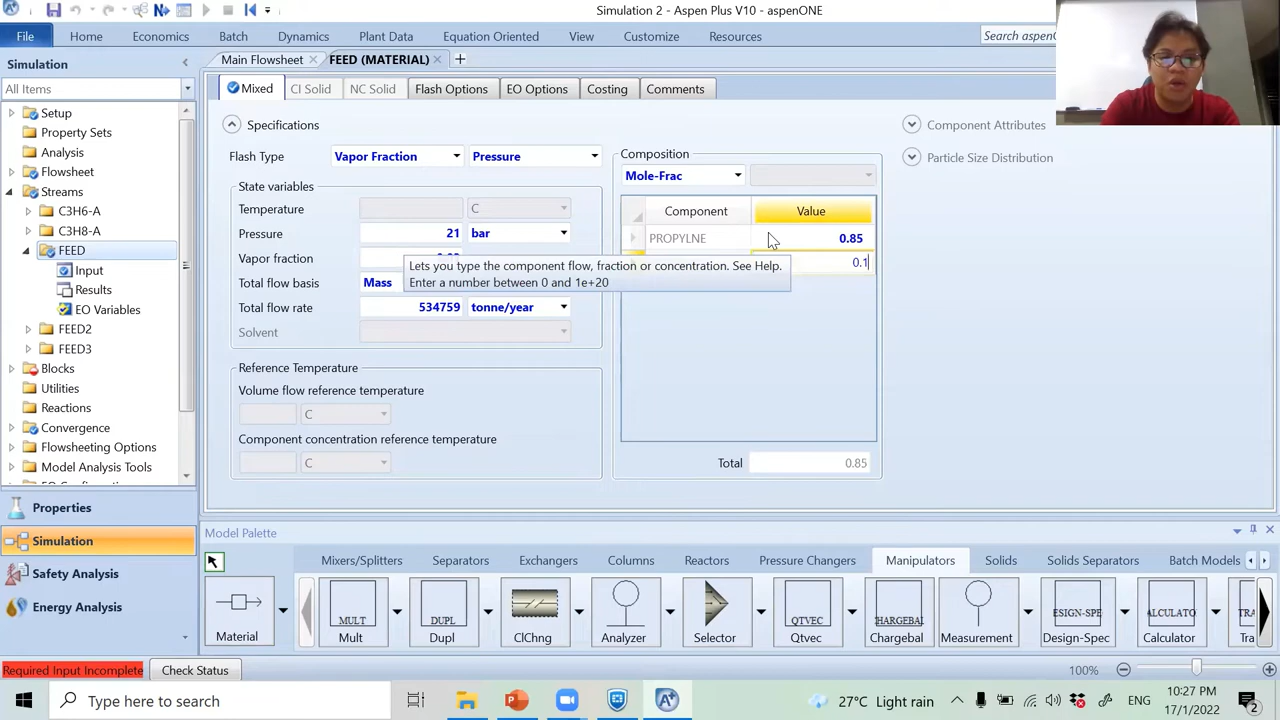 Simulation 2 - Aspen Plus V10 - aspenONE
File Home Economics Batch Dynamics Plant Data Equation Oriented View Customize Resources Search aspen
Simulation
All Items
Setup
Property Sets
Analysis
Flowsheet
Streams
C3H6-A
C3H8-A
FEED
Input
Results
EO Variables
FEED2
FEED3
Blocks
Utilities
Reactions
Convergence
Flowsheeting Options
Model Analysis Tools
Properties
Simulation
Safety Analysis
Energy Analysis
Main Flowsheet FEED (MATERIAL)
Mixed CI Solid NC Solid Flash Options EO Options Costing Comments
Specifications
Flash Type Vapor Fraction Pressure
State variables
Temperature C
Pressure 21 bar
Vapor fraction
Total flow basis Mass
Total flow rate 534759 tonne/year
Solvent
Reference Temperature
Volume flow reference temperature
C
Component concentration reference temperature
C
Composition
Mole-Frac
Component Value
PROPYLNE 0.85
0.1
Lets you type the component flow, fraction or concentration. See Help.
Enter a number between 0 and 1e+20
Total 0.85
Component Attributes
Particle Size Distribution
Model Palette
Mixers/Splitters Separators Exchangers Columns Reactors Pressure Changers Manipulators Solids Solids Separators Batch Models
MULT DUPL QTVEC CHARGEBAL ESIGN-SPE ALCULATO TRA
Material Mult Dupl ClChng Analyzer Selector Qtvec Chargebal Measurement Design-Spec Calculator Tra
Required Input Incomplete Check Status 100%
Type here to search 27°C Light rain ENG 10:27 PM
17/1/2022
2